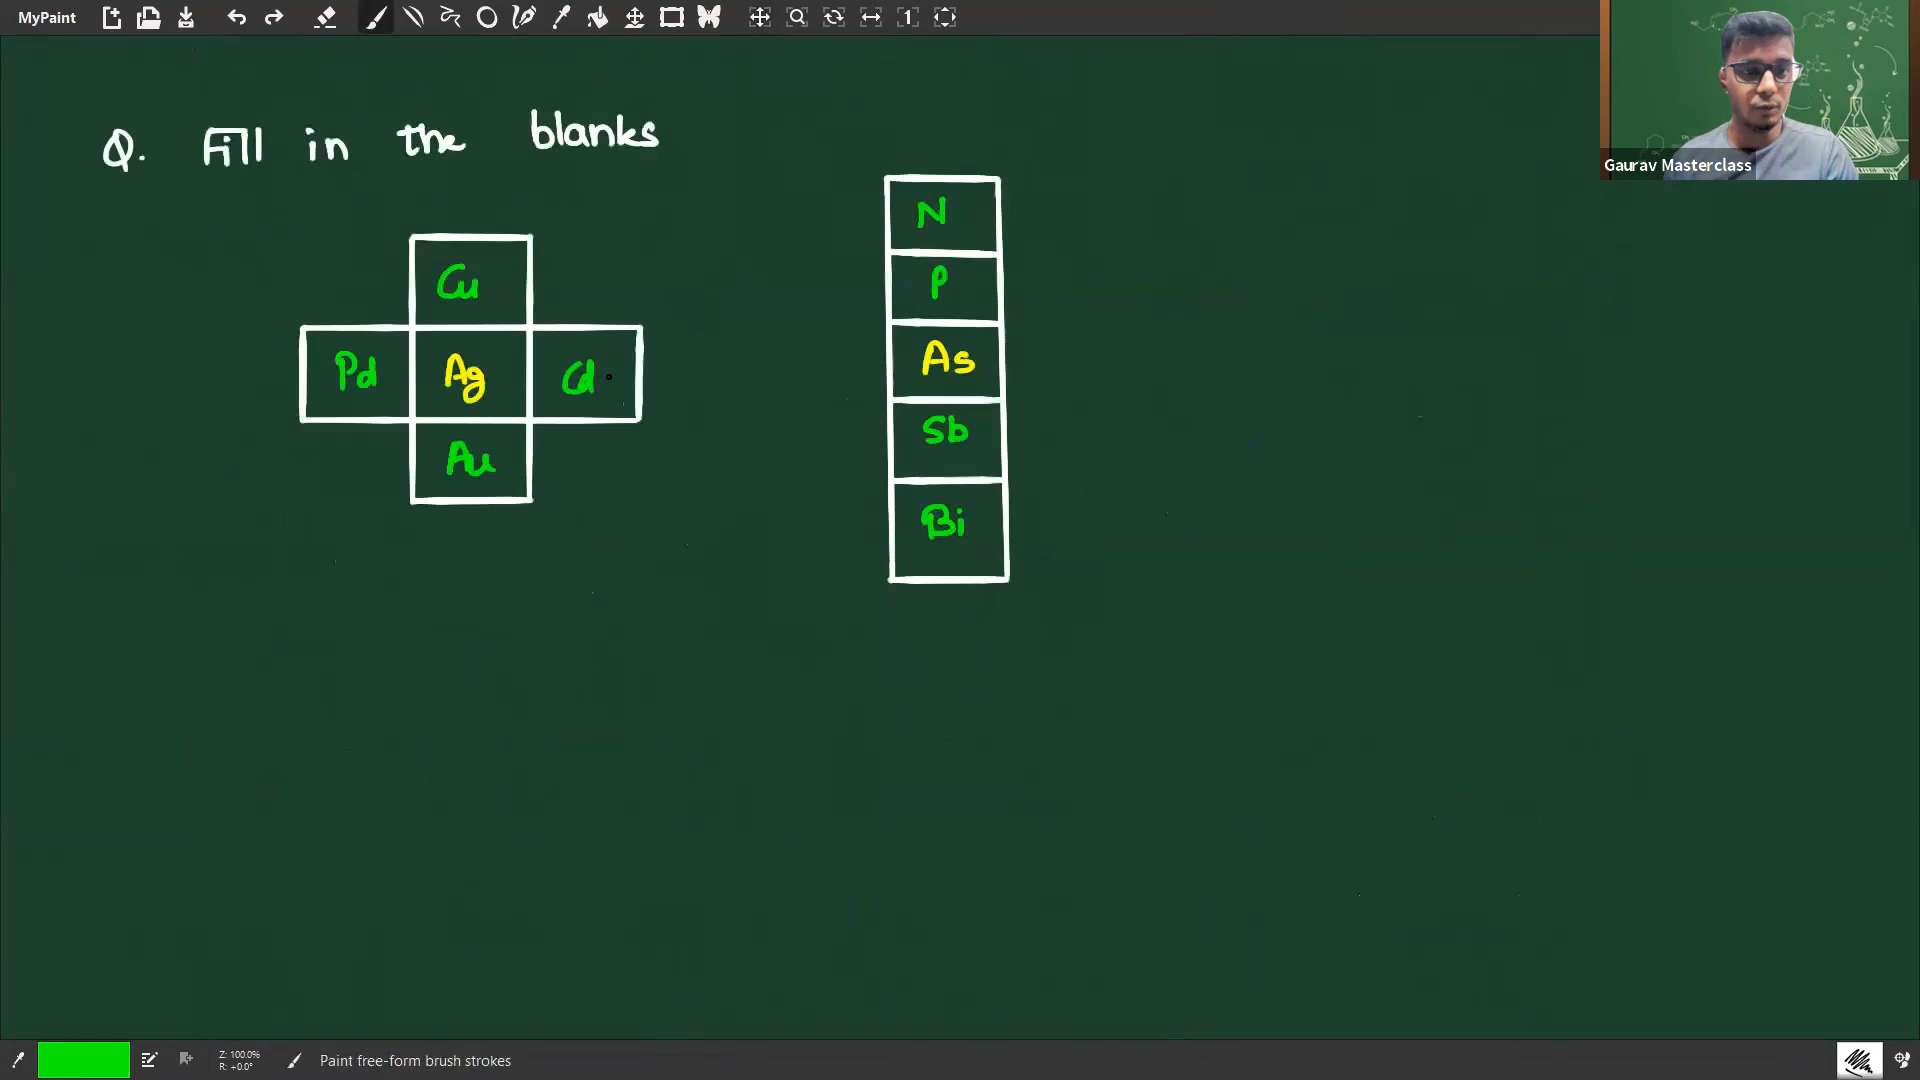 MyPaint
Gaurav Masterclass
Q. Fill in the blanks
Cu
Pd Ag Cd
Au
N
P
As
Sb
Bi
Z: 100.0%
R: +0.0°
Paint free-form brush strokes